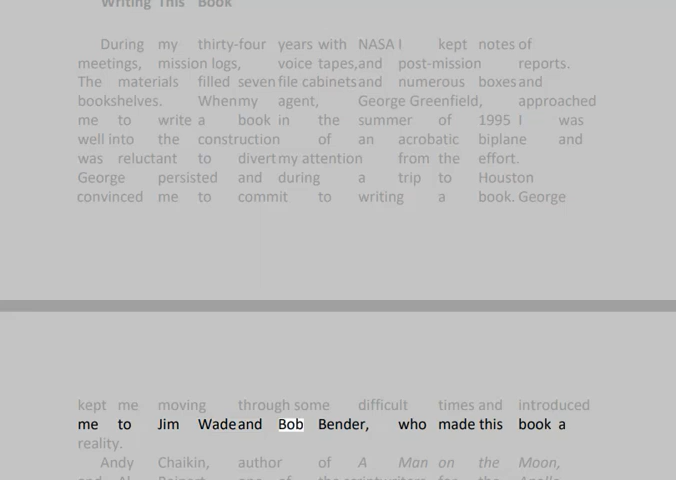 Writing This Book
During my thirty-four years with NASA I kept notes of
meetings, mission logs, voice tapes, and post-mission reports.
The materials filled seven file cabinets and numerous boxes and
bookshelves. When my agent, George Greenfield, approached
me to write a book in the summer of 1995 I was
well into the construction of an acrobatic biplane and
was reluctant to divert my attention from the effort.
George persisted and during a trip to Houston
convinced me to commit to writing a book. George
kept me moving through some difficult times and introduced
me to Jim Wade and Bob Bender, who made this book a
reality.
Andy Chaikin, author of A Man on the Moon,